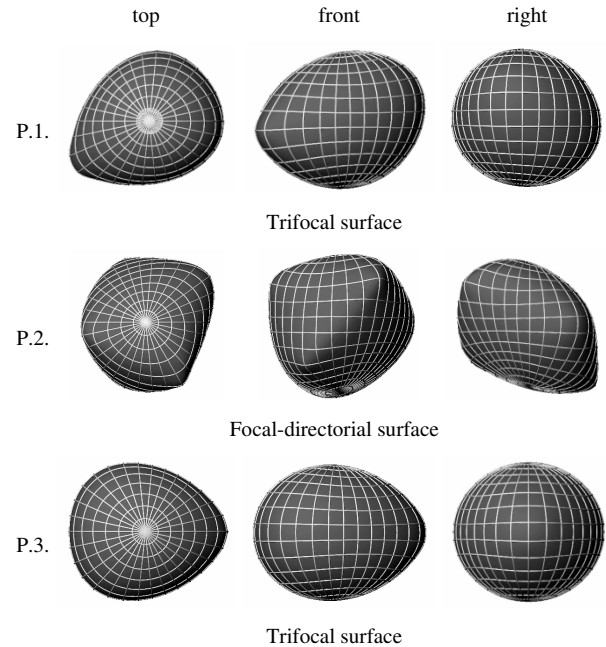 top front right
P.1.
Trifocal surface
P.2.
Focal-directorial surface
P.3.
Trifocal surface